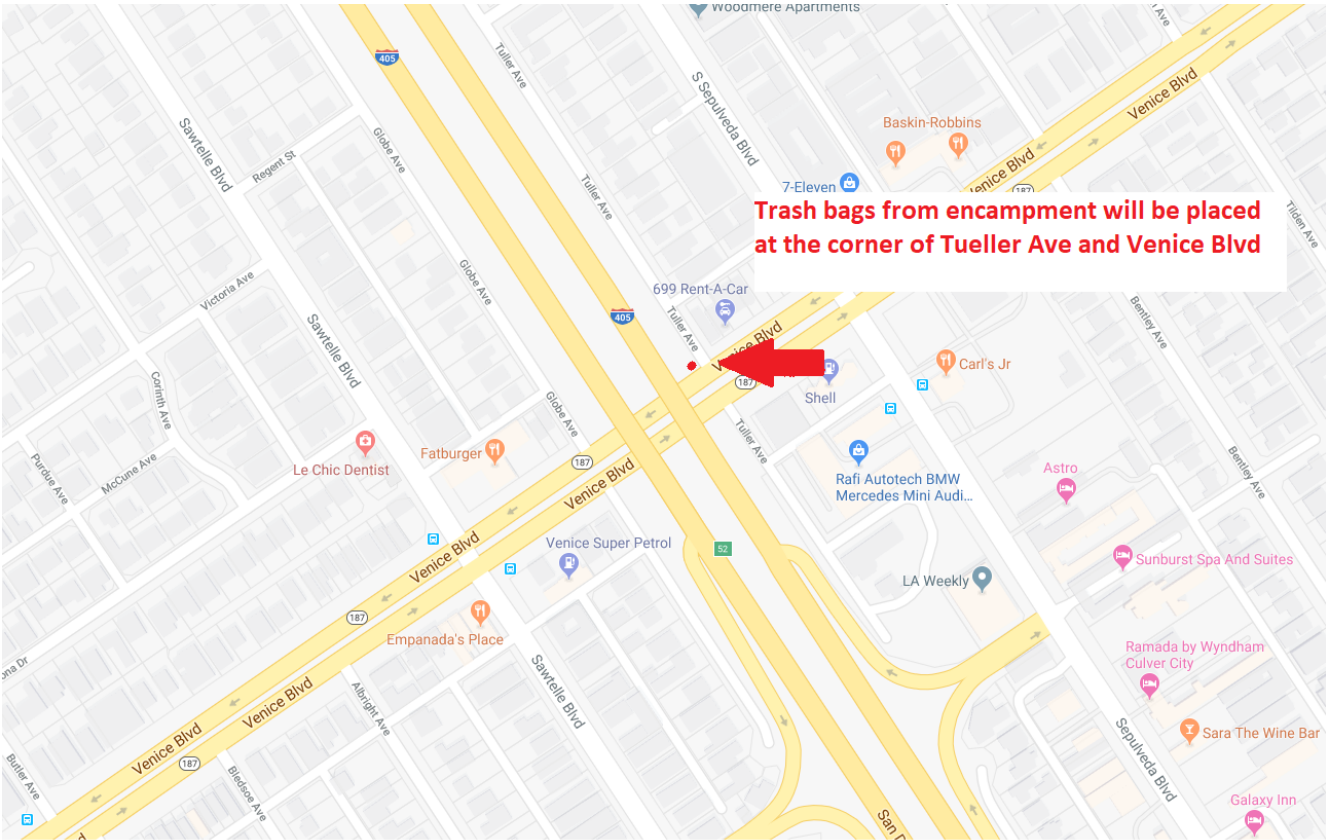 Woodmere Apartments
405
Tuller Ave
S Sepulveda Blvd
Venice Blvd
Baskin-Robbins
Sawtelle Blvd
Globe Ave
Regent St
7-Eleven
Venice Blvd
187
Trash bags from encampment will be placed
at the corner of Tueller Ave and Venice Blvd
Tuller Ave
Tilden Ave
Globe Ave
Victoria Ave
699 Rent-A-Car
405
Tuller Ave
Bentley Ave
Sawtelle Blvd
Venice Blvd
187
Carl's Jr
Shell
Corinth Ave
Globe Ave
Tuller Ave
Fatburger
Le Chic Dentist
187
Venice Blvd
Purdue Ave
McCune Ave
Rafi Autotech BMW
Mercedes Mini Audi...
Astro
Bentley Ave
Venice Super Petrol
52
Venice Blvd
Sunburst Spa And Suites
LA Weekly
187
Empanada's Place
Ramada by Wyndham
Culver City
Sawtelle Blvd
Venice Blvd
Albright Ave
Sepulveda Blvd
Sara The Wine Bar
Venice Blvd
187
Butler Ave
Bledsoe Ave
Galaxy Inn
San